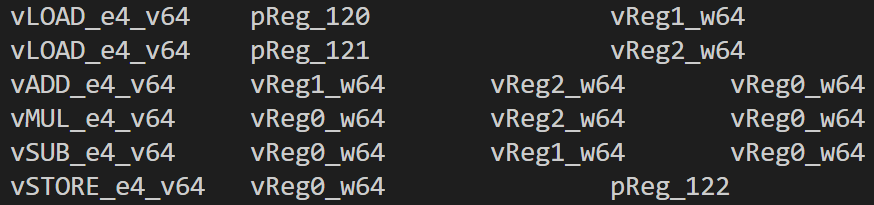 vLOAD_e4_v64 pReg_120 vReg1_w64
vLOAD_e4_v64 pReg_121 vReg2_w64
vADD_e4_v64 vReg1_w64 vReg2_w64 vReg0_w64
vMUL_e4_v64 vReg0_w64 vReg2_w64 vReg0_w64
vSUB_e4_v64 vReg0_w64 vReg1_w64 vReg0_w64
vSTORE_e4_v64 vReg0_w64 pReg_122